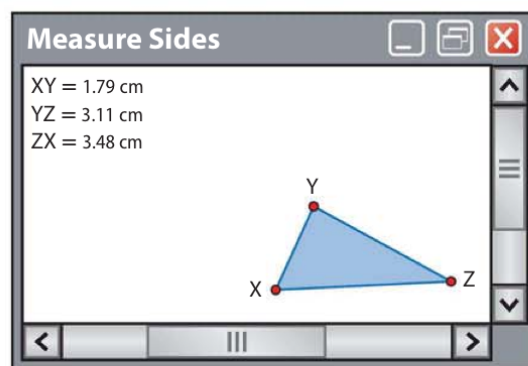 Measure Sides
XY = 1.79 cm
YZ = 3.11 cm
ZX = 3.48 cm
Y
X
Z